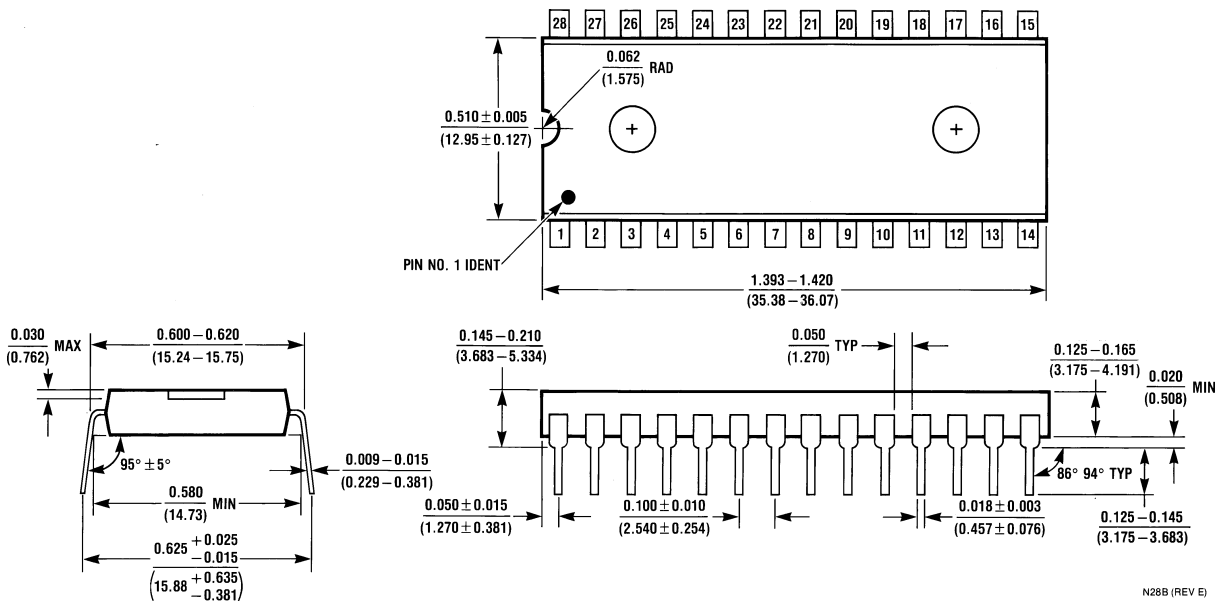 28 27 26 25 24 23 22 21 20 19 18 17 16 15
0.062
(1.575)
RAD
0.510 ± 0.005
(12.95 ± 0.127)
PIN NO. 1 IDENT
1 2 3 4 5 6 7 8 9 10 11 12 13 14
1.393 – 1.420
(35.38 – 36.07)
0.030
(0.762)
MAX
0.600 – 0.620
(15.24 – 15.75)
95° ± 5°
0.009 – 0.015
(0.229 – 0.381)
0.580
(14.73)
MIN
0.625 + 0.025
– 0.015
(15.88 + 0.635
– 0.381)
0.145 – 0.210
(3.683 – 5.334)
0.050
(1.270)
TYP
0.125 – 0.165
(3.175 – 4.191)
0.020
(0.508)
MIN
86° 94° TYP
0.050 ± 0.015
(1.270 ± 0.381)
0.100 ± 0.010
(2.540 ± 0.254)
0.018 ± 0.003
(0.457 ± 0.076)
0.125 – 0.145
(3.175 – 3.683)
N28B (REV E)